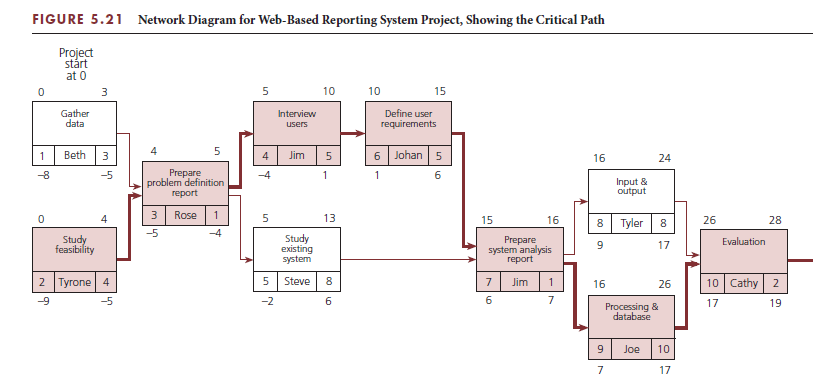 FIGURE 5.21 Network Diagram for Web-Based Reporting System Project, Showing the Critical Path
Project
start
at 0
0 3
Gather
data
1 Beth 3
–8 –5
0 4
Study
feasibility
2 Tyrone 4
–9 –5
4 5
Prepare
problem definition
report
3 Rose 1
–5 –4
5 10
Interview
users
4 Jim 5
–4 1
5 13
Study
existing
system
5 Steve 8
–2 6
10 15
Define user
requirements
6 Johan 5
1 6
15 16
Prepare
system analysis
report
7 Jim 1
6 7
16 24
Input &
output
8 Tyler 8
9 17
16 26
Processing &
database
9 Joe 10
7 17
26 28
Evaluation
10 Cathy 2
17 19